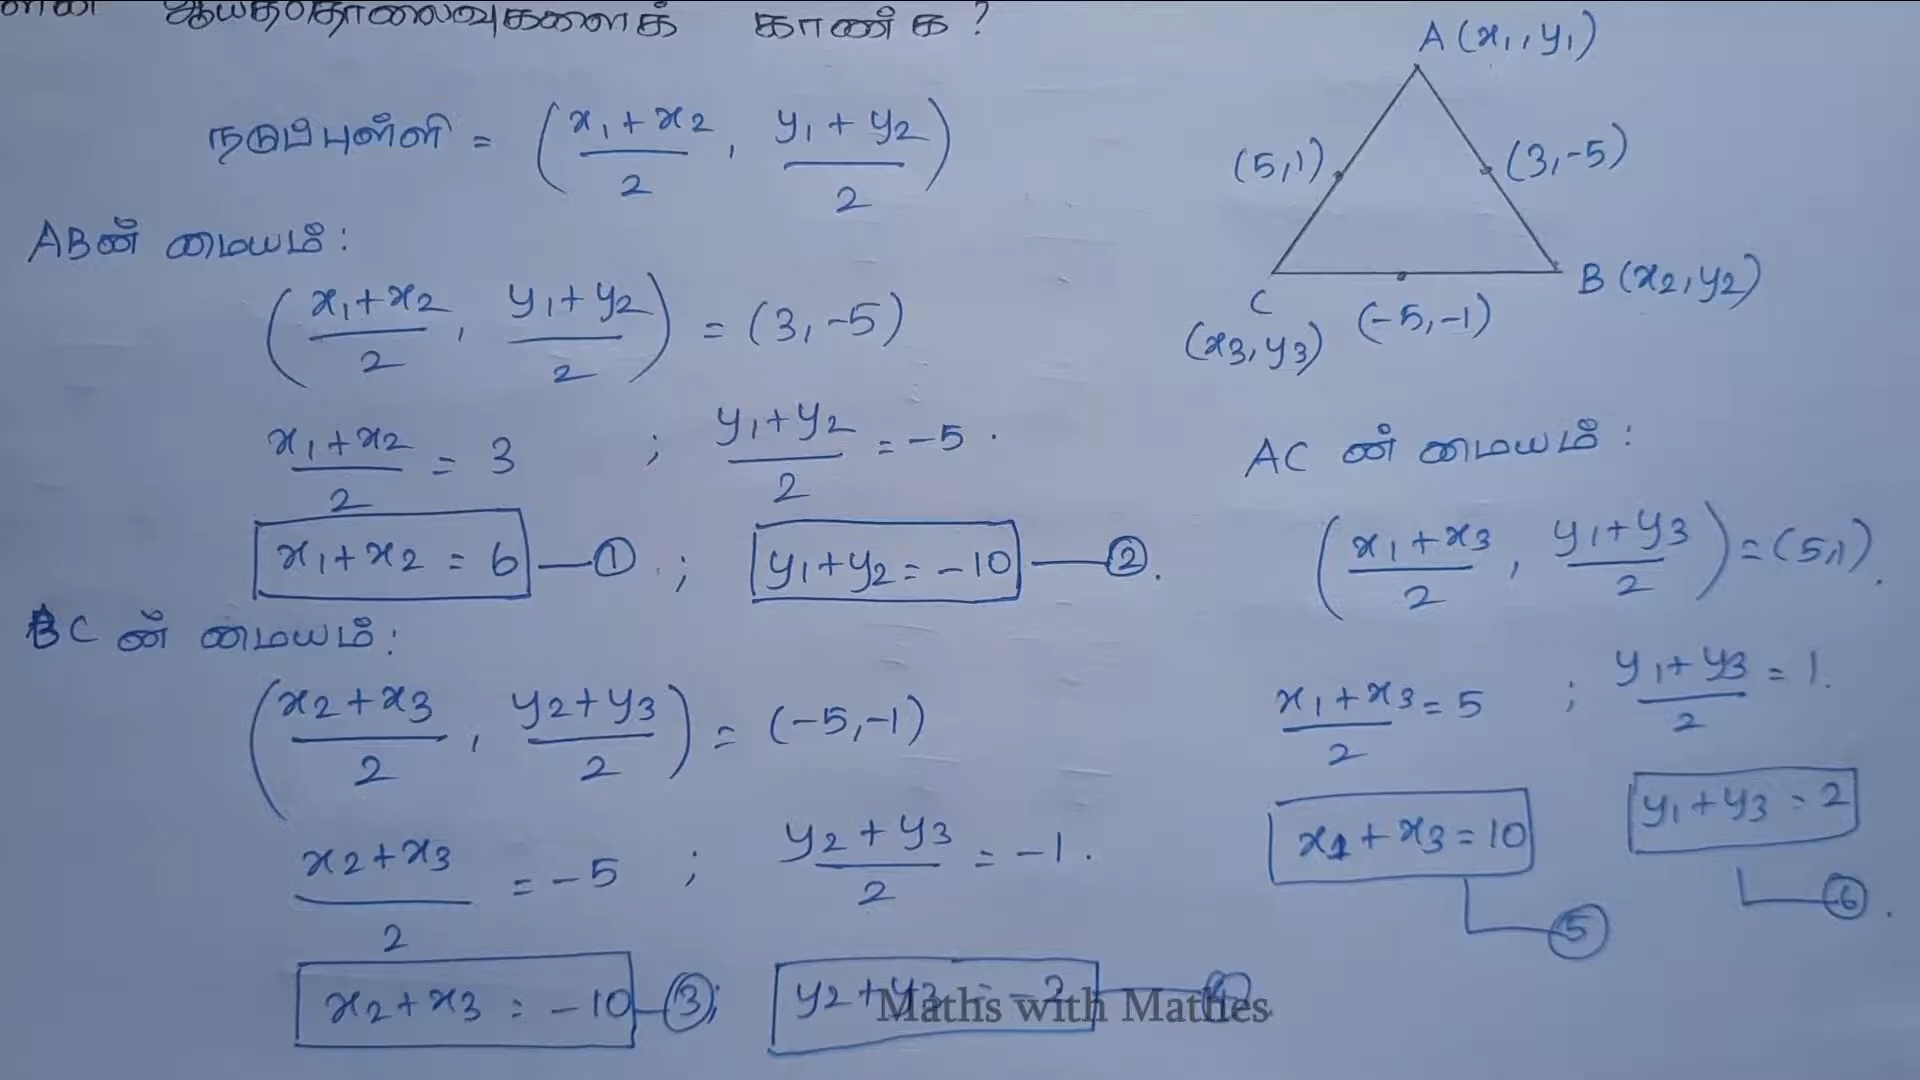 ஆயத்தொலைவுகளைக் காண்க?
நடுப்புள்ளி = (x₁+x₂/2, y₁+y₂/2)
ABன் மையம்:
(x₁+x₂/2, y₁+y₂/2) = (3,-5)
x₁+x₂/2 = 3 ; y₁+y₂/2 = -5.
x₁+x₂ = 6 —① ; y₁+y₂ = -10 —②.
BC ன் மையம்:
(x₂+x₃/2, y₂+y₃/2) = (-5,-1)
x₂+x₃/2 = -5 ; y₂+y₃/2 = -1.
x₂+x₃ = -10 —③; y₂+y₃ = -2 —④
A(x₁,y₁)
(5,1) (3,-5)
C B(x₂,y₂)
(x₃,y₃) (-5,-1)
AC ன் மையம்:
(x₁+x₃/2, y₁+y₃/2) = (5,1).
x₁+x₃/2 = 5 ; y₁+y₃/2 = 1.
x₁+x₃ = 10 y₁+y₃ = 2
⑤ ⑥.
Maths with Mathes